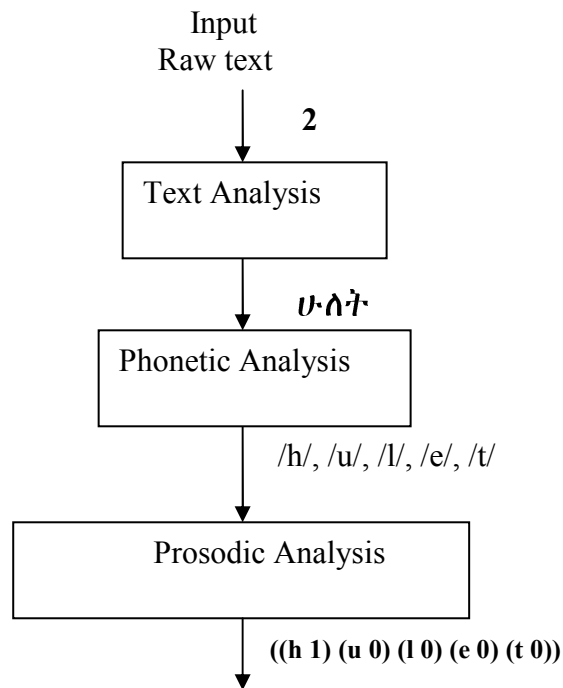 Input
Raw text
2
Text Analysis
ሁለት
Phonetic Analysis
/h/, /u/, /l/, /e/, /t/
Prosodic Analysis
((h 1) (u 0) (l 0) (e 0) (t 0))